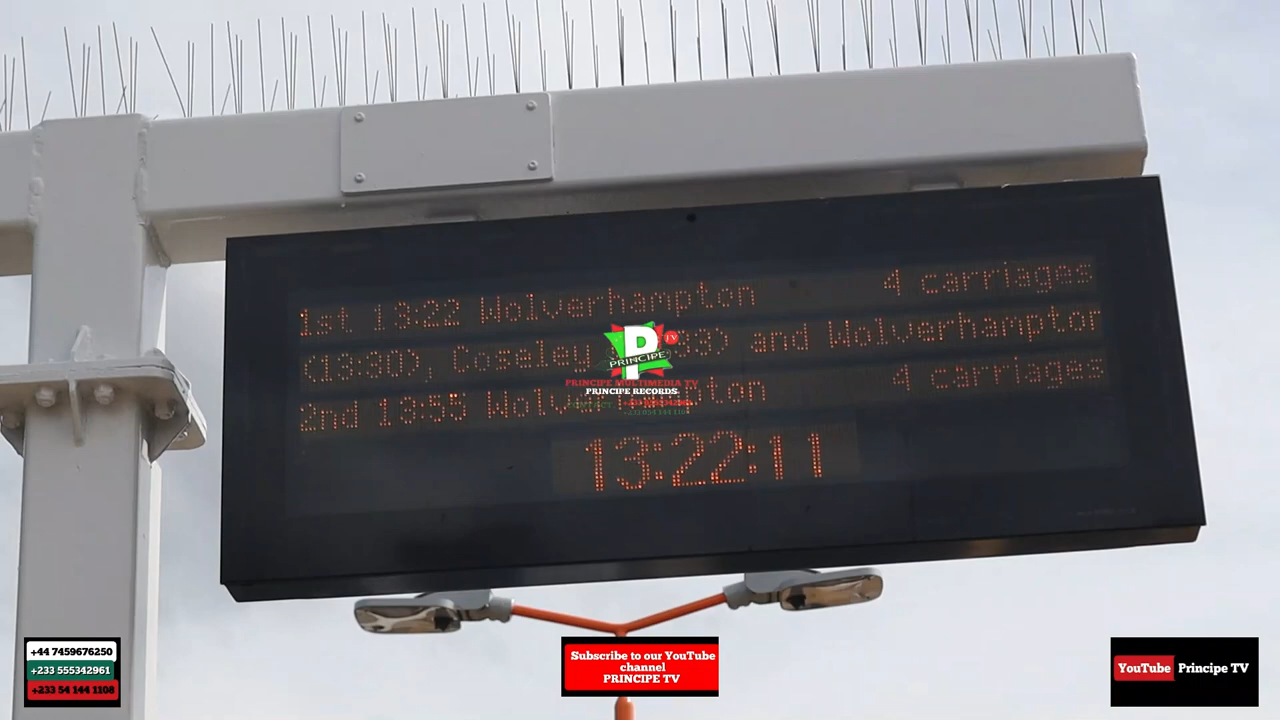 1st 13:22 Wolverhampton 4 carriages
Coseley and Wolverhampton
2nd 13:55 Wolverhampton 4 carriages
13:22:11
P TV
PRINCIPE
PRINCIPE MULTIMEDIA TV
PRINCIPE RECORDS
+44 7459676250
+233 555342961
+233 54 144 1108
Subscribe to our YouTube
channel
PRINCIPE TV
YouTube Principe TV